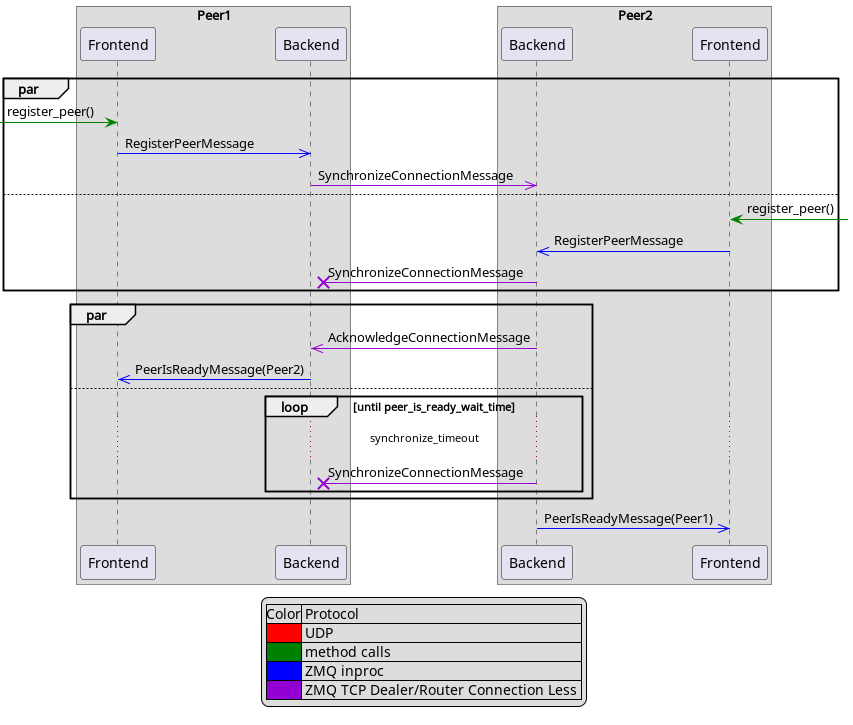 Peer1 Peer2
Frontend Backend Backend Frontend
par
register_peer()
RegisterPeerMessage
SynchronizeConnectionMessage
register_peer()
RegisterPeerMessage
SynchronizeConnectionMessage
par
AcknowledgeConnectionMessage
PeerIsReadyMessage(Peer2)
loop [until peer_is_ready_wait_time]
synchronize_timeout
SynchronizeConnectionMessage
PeerIsReadyMessage(Peer1)
Frontend Backend Backend Frontend
Color Protocol
UDP
method calls
ZMQ inproc
ZMQ TCP Dealer/Router Connection Less